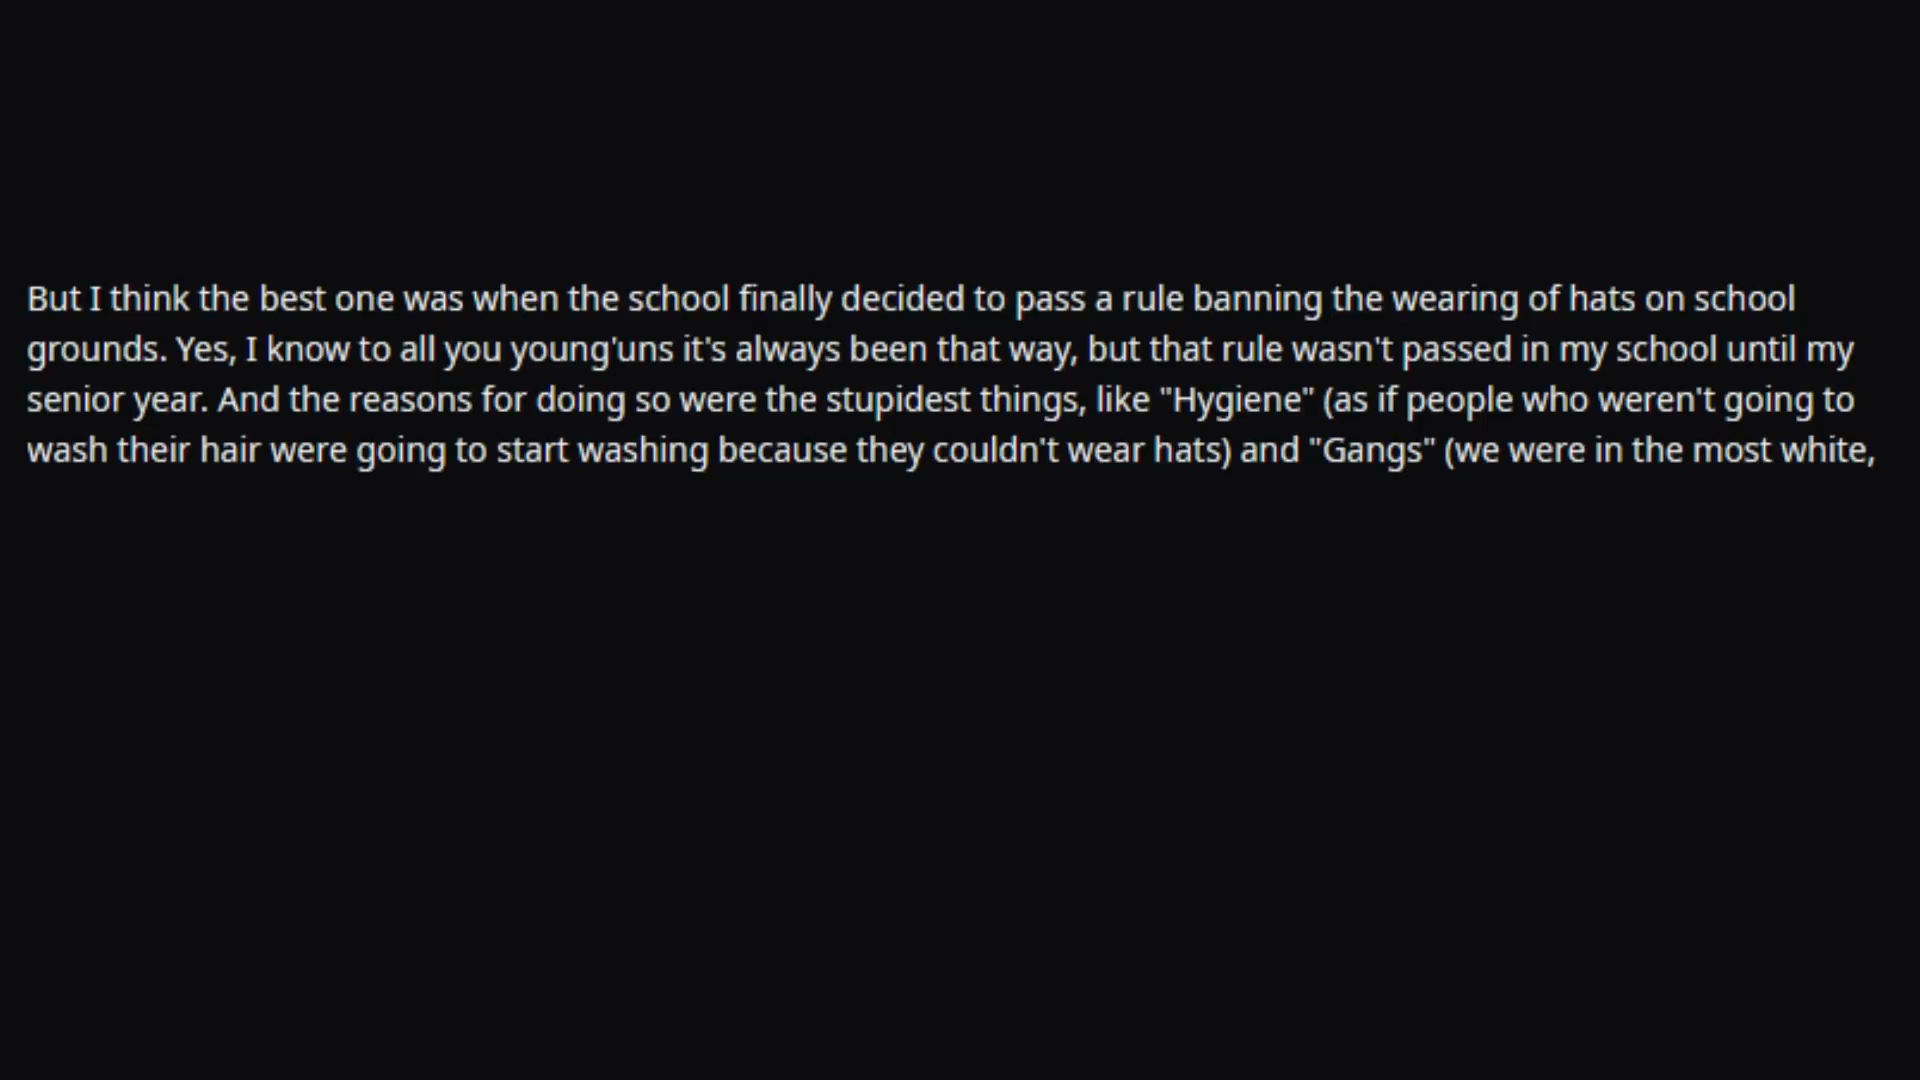 But I think the best one was when the school finally decided to pass a rule banning the wearing of hats on school
grounds. Yes, I know to all you young'uns it's always been that way, but that rule wasn't passed in my school until my
senior year. And the reasons for doing so were the stupidest things, like "Hygiene" (as if people who weren't going to
wash their hair were going to start washing because they couldn't wear hats) and "Gangs" (we were in the most white,